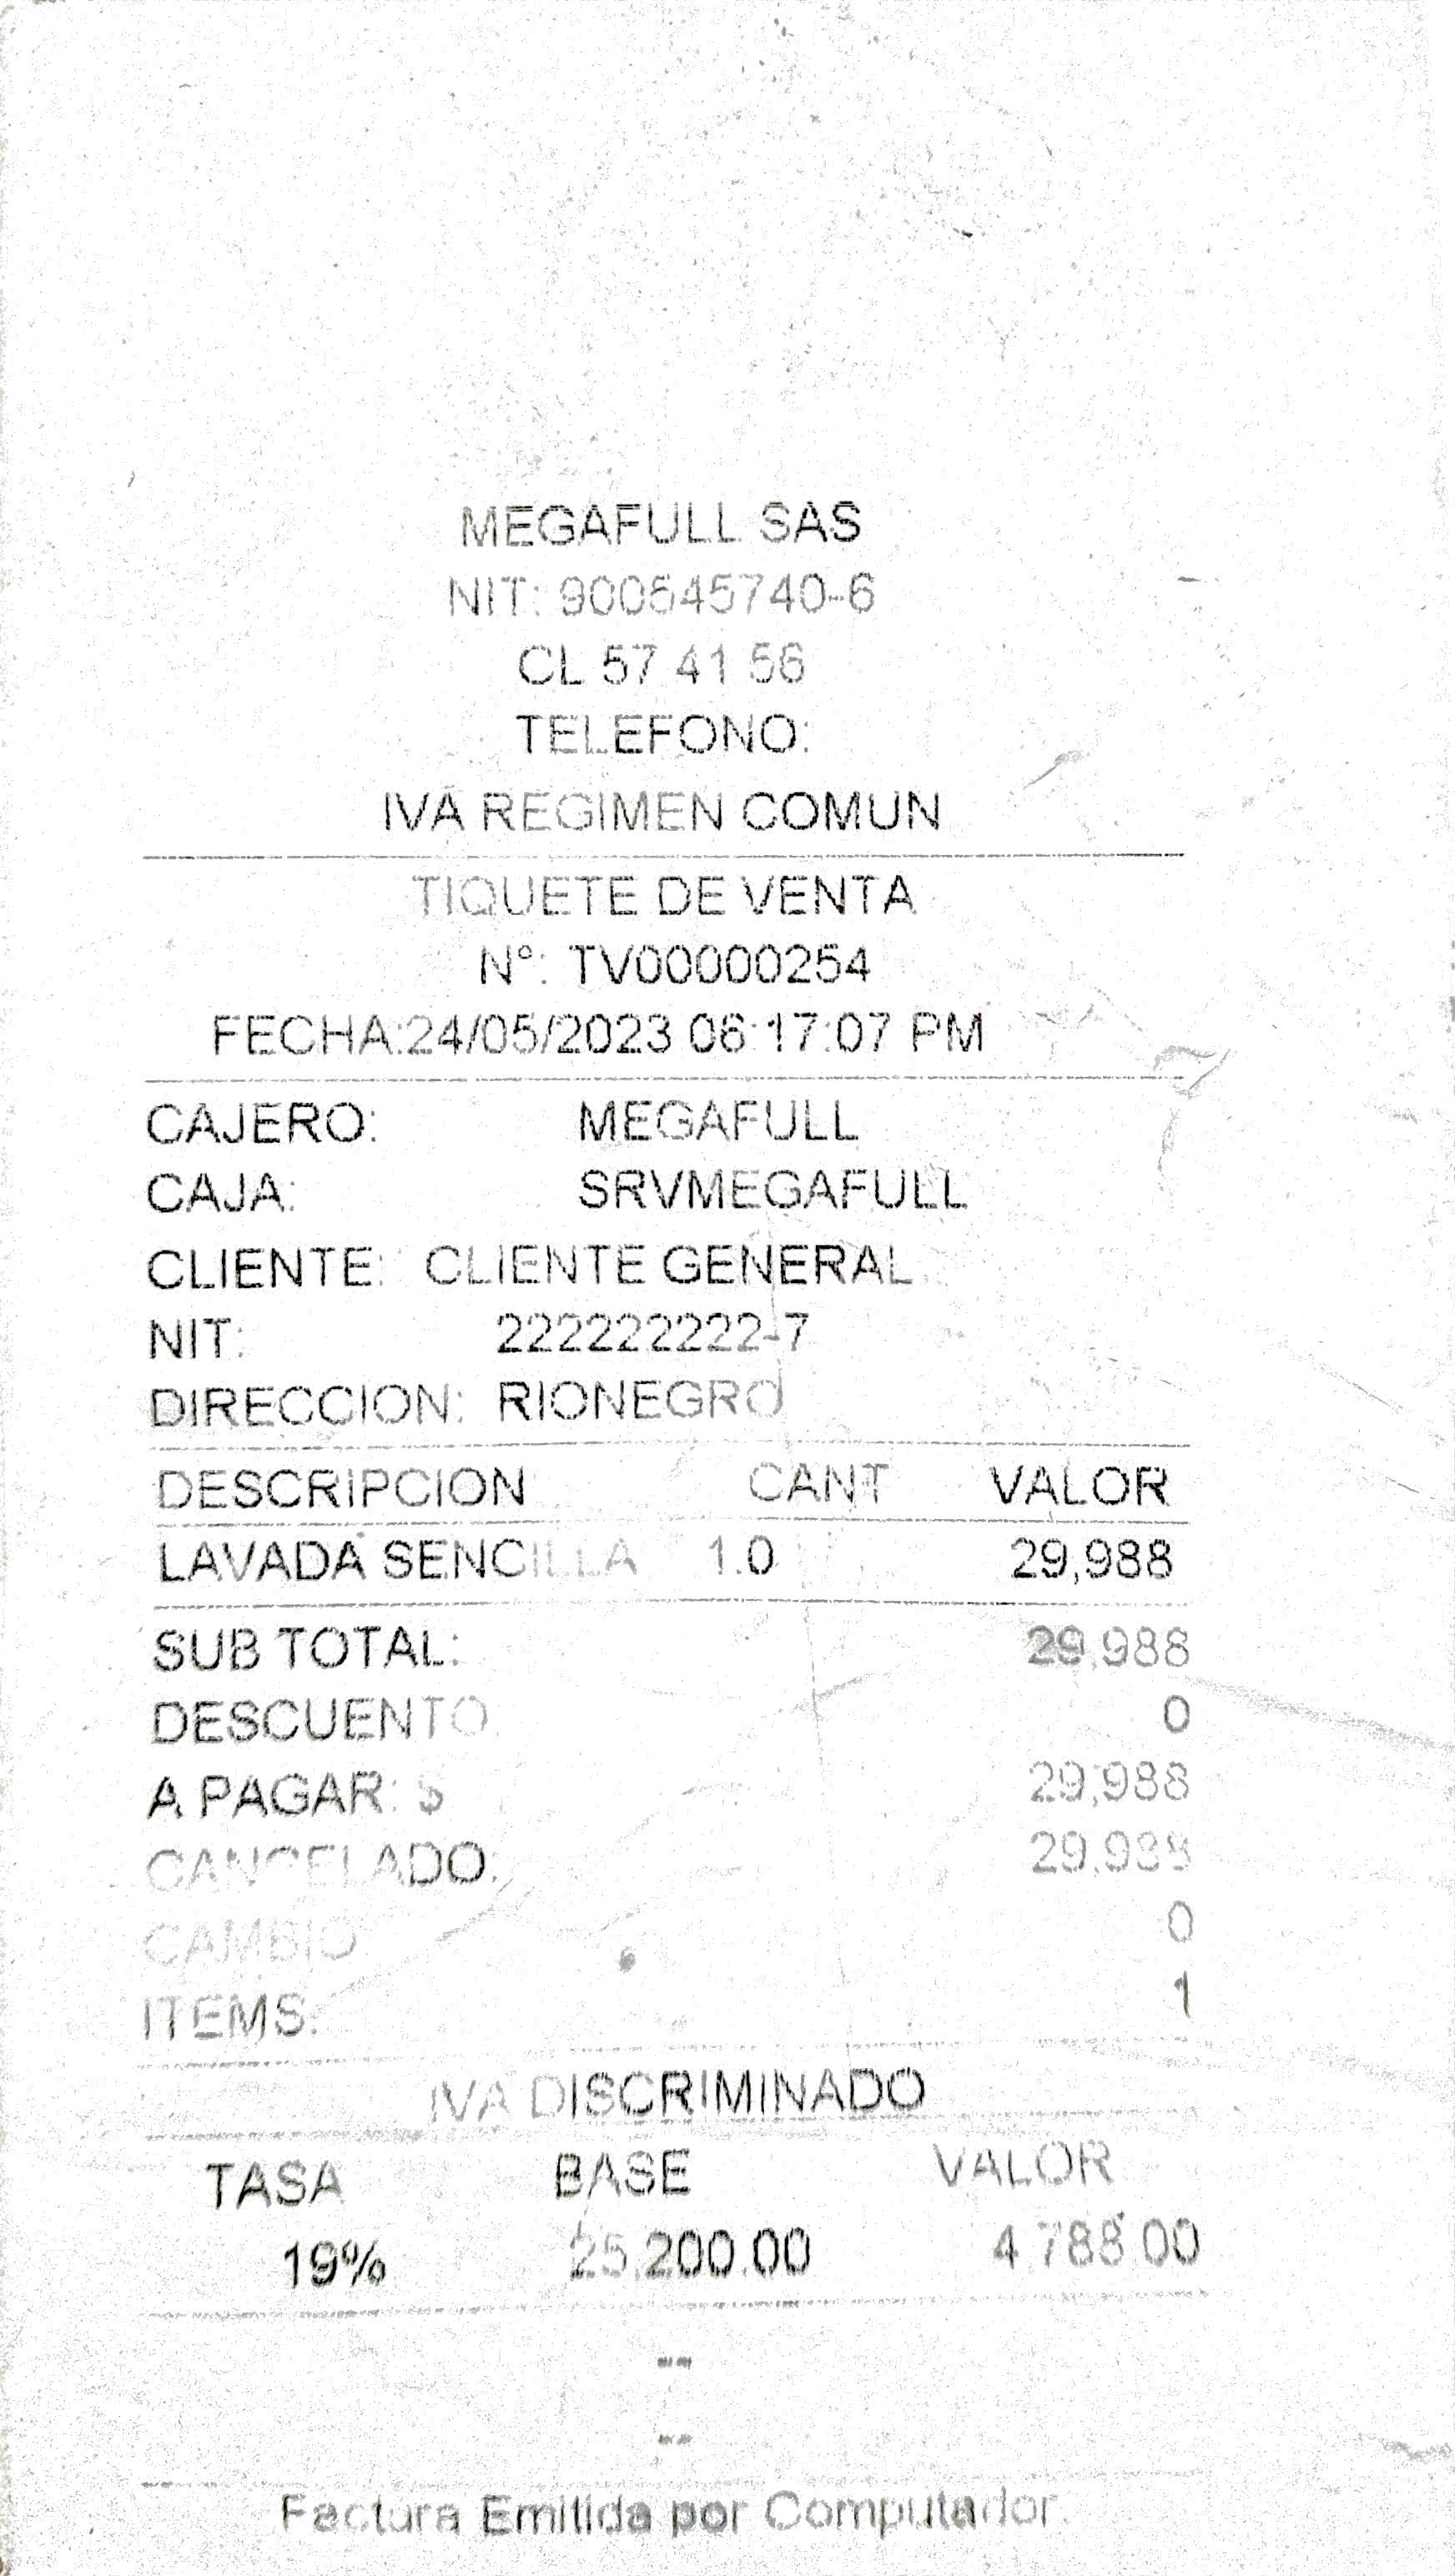 MEGAFULL SAS
NIT: 900545740-6
CL 57 41 56
TELEFONO:
IVA REGIMEN COMUN
TIQUETE DE VENTA
N°: TV00000254
FECHA:24/05/2023 06:17:07 PM
CAJERO: MEGAFULL
CAJA: SRVMEGAFULL
CLIENTE: CLIENTE GENERAL
NIT: 222222222-7
DIRECCION: RIONEGRO
DESCRIPCION CANT VALOR
LAVADA SENCILLA 1.0 29,988
SUB TOTAL: 29,988
DESCUENTO: 0
A PAGAR: $ 29,988
CANCELADO: 29,988
CAMBIO 0
ITEMS: 1
IVA DISCRIMINADO
TASA BASE VALOR
19% 25,200.00 4,788.00
--
--
Factura Emitida por Computador.